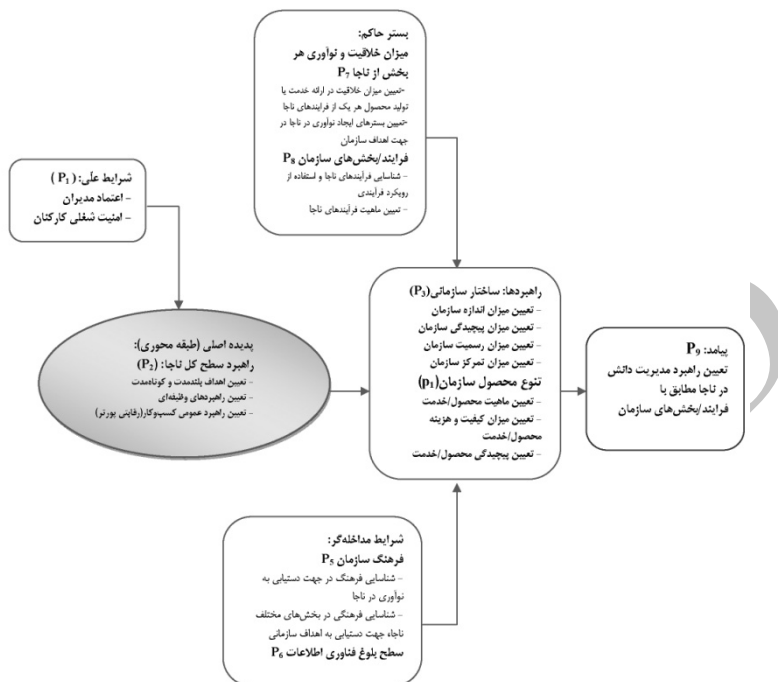 بستر حاکم:
میزان خلاقیت و نوآوری هر
بخش از ناجا P7
-تعیین میزان خلاقیت در ارائه خدمت یا
تولید محصول هر یک از فرایندهای ناجا
-تعیین بسترهای ایجاد نوآوری در ناجا در
جهت اهداف سازمان
فرایند/بخش‌های سازمان P8
– شناسایی فرآیندهای ناجا و استفاده از
رویکرد فرآیندی
– تعیین ماهیت فرآیندهای ناجا
شرایط علّی: (P1)
– اعتماد مدیران
– امنیت شغلی کارکنان
پدیده اصلی (طبقه محوری):
راهبرد سطح کل ناجا: (P2)
– تعیین اهداف بلندمدت و کوتاه‌مدت
– تعیین راهبردهای وظیفه‌ای
– تعیین راهبرد عمومی کسب‌وکار(رقابتی پورتر)
راهبردها: ساختار سازمانی(P3)
– تعیین میزان اندازه سازمان
– تعیین میزان پیچیدگی سازمان
– تعیین میزان رسمیت سازمان
– تعیین میزان تمرکز سازمان
تنوع محصول سازمان(p1)
– تعیین ماهیت محصول/خدمت
– تعیین میزان کیفیت و هزینه
محصول/خدمت
– تعیین پیچیدگی محصول/خدمت
پیامد: P9
تعیین راهبرد مدیریت دانش
در ناجا مطابق با
فرایند/بخش‌های سازمان
شرایط مداخله‌گر:
فرهنگ سازمان P5
– شناسایی فرهنگ در جهت دستیابی به
نوآوری در ناجا
– شناسایی فرهنگی در بخش‌های مختلف
ناجاء جهت دستیابی به اهداف سازمانی
سطح بلوغ فناوری اطلاعات P6